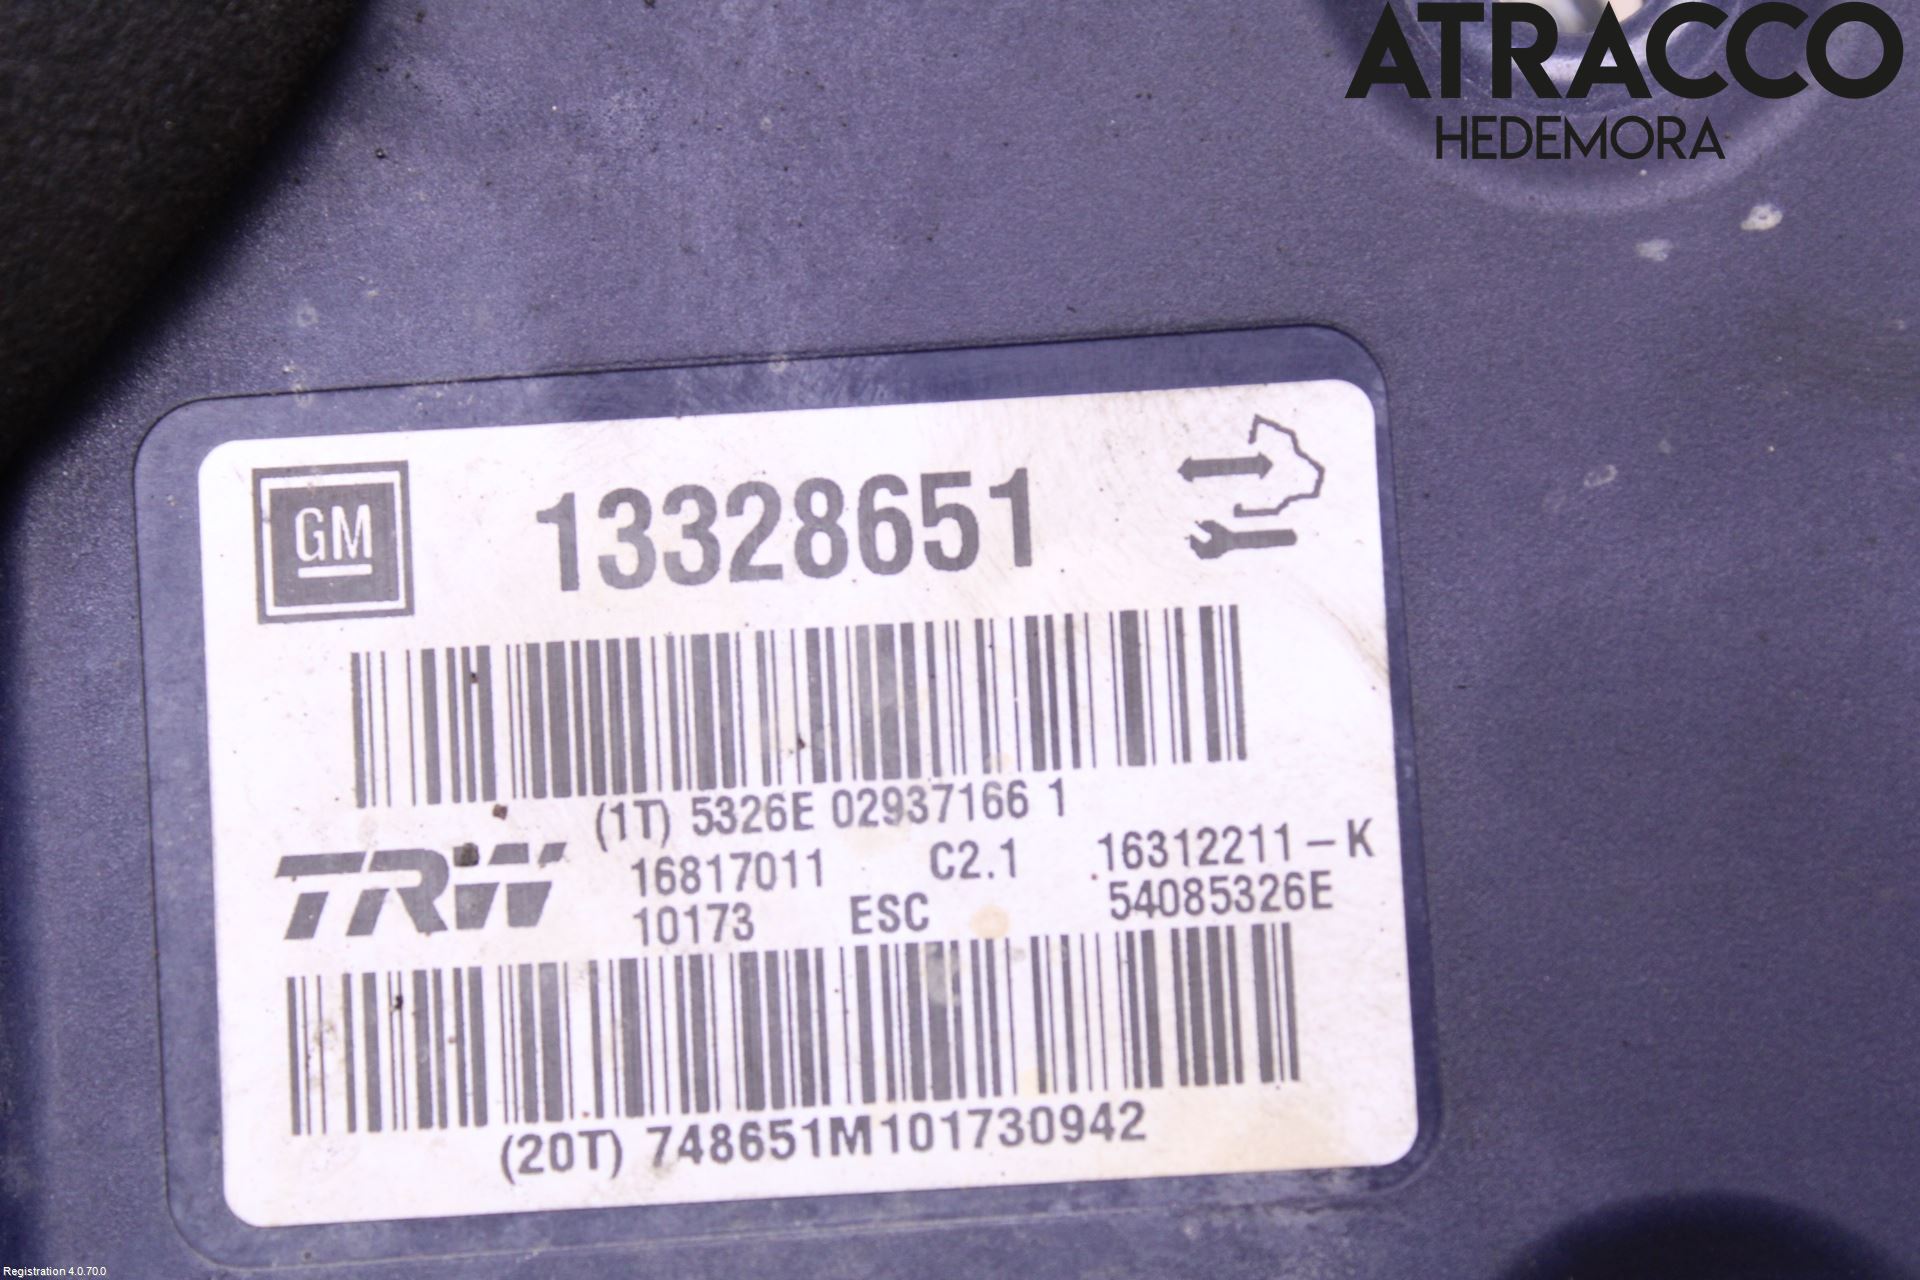 ATRACCO
HEDEMORA
GM 13328651
(1T) 5326E 02937166 1
TRW 16817011 C2.1 16312211-K
10173 ESC 54085326E
(20T) 748651M101730942
Registration 4.0.70.0